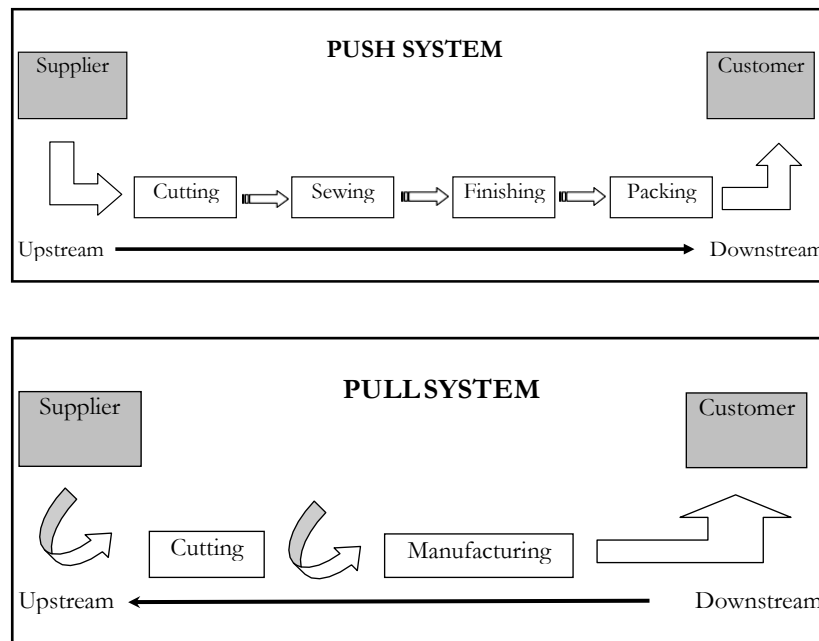 PUSH SYSTEM
Supplier
Customer
Cutting
Sewing
Finishing
Packing
Upstream
Downstream
PULL SYSTEM
Supplier
Customer
Cutting
Manufacturing
Upstream
Downstream